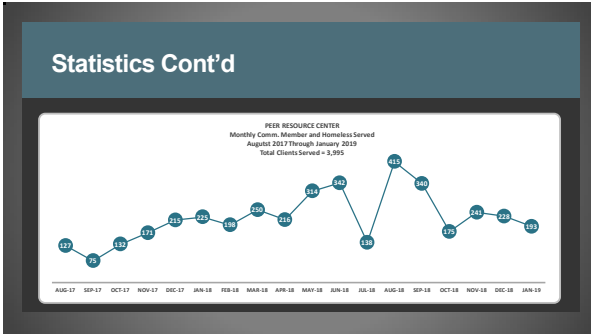 Statistics Cont’d
PEER RESOURCE CENTER
Monthly Comm. Member and Homeless Served
Augutst 2017 Through January 2019
Total Clients Served = 3,995
127 75 132 171 215 225 198 250 216 314 342 138 415 340 175 241 228 193
AUG-17 SEP-17 OCT-17 NOV-17 DEC-17 JAN-18 FEB-18 MAR-18 APR-18 MAY-18 JUN-18 JUL-18 AUG-18 SEP-18 OCT-18 NOV-18 DEC-18 JAN-19